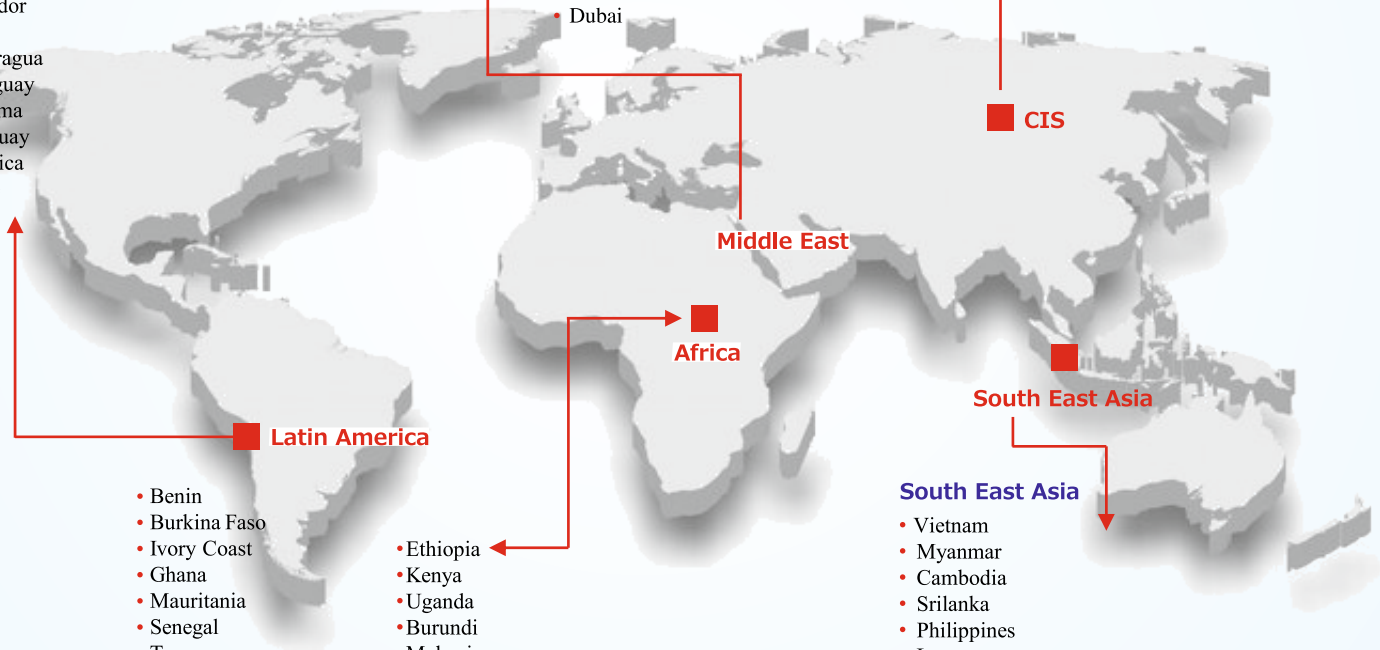 dor
ragua
guay
ma
uay
ica
• Dubai
CIS
Middle East
Africa
South East Asia
Latin America
• Benin
• Burkina Faso
• Ivory Coast
• Ghana
• Mauritania
• Senegal
• Ethiopia
• Kenya
• Uganda
• Burundi
South East Asia
• Vietnam
• Myanmar
• Cambodia
• Srilanka
• Philippines